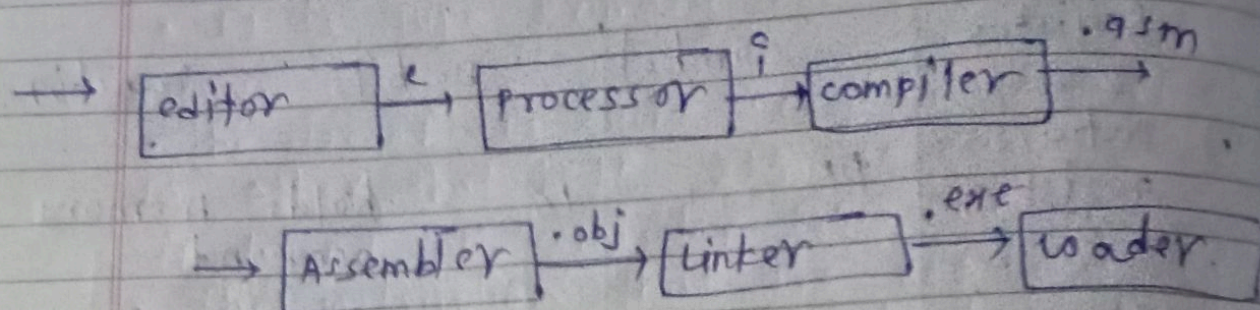 editor c processor i compiler .asm
Assembler .obj Linker .exe Loader